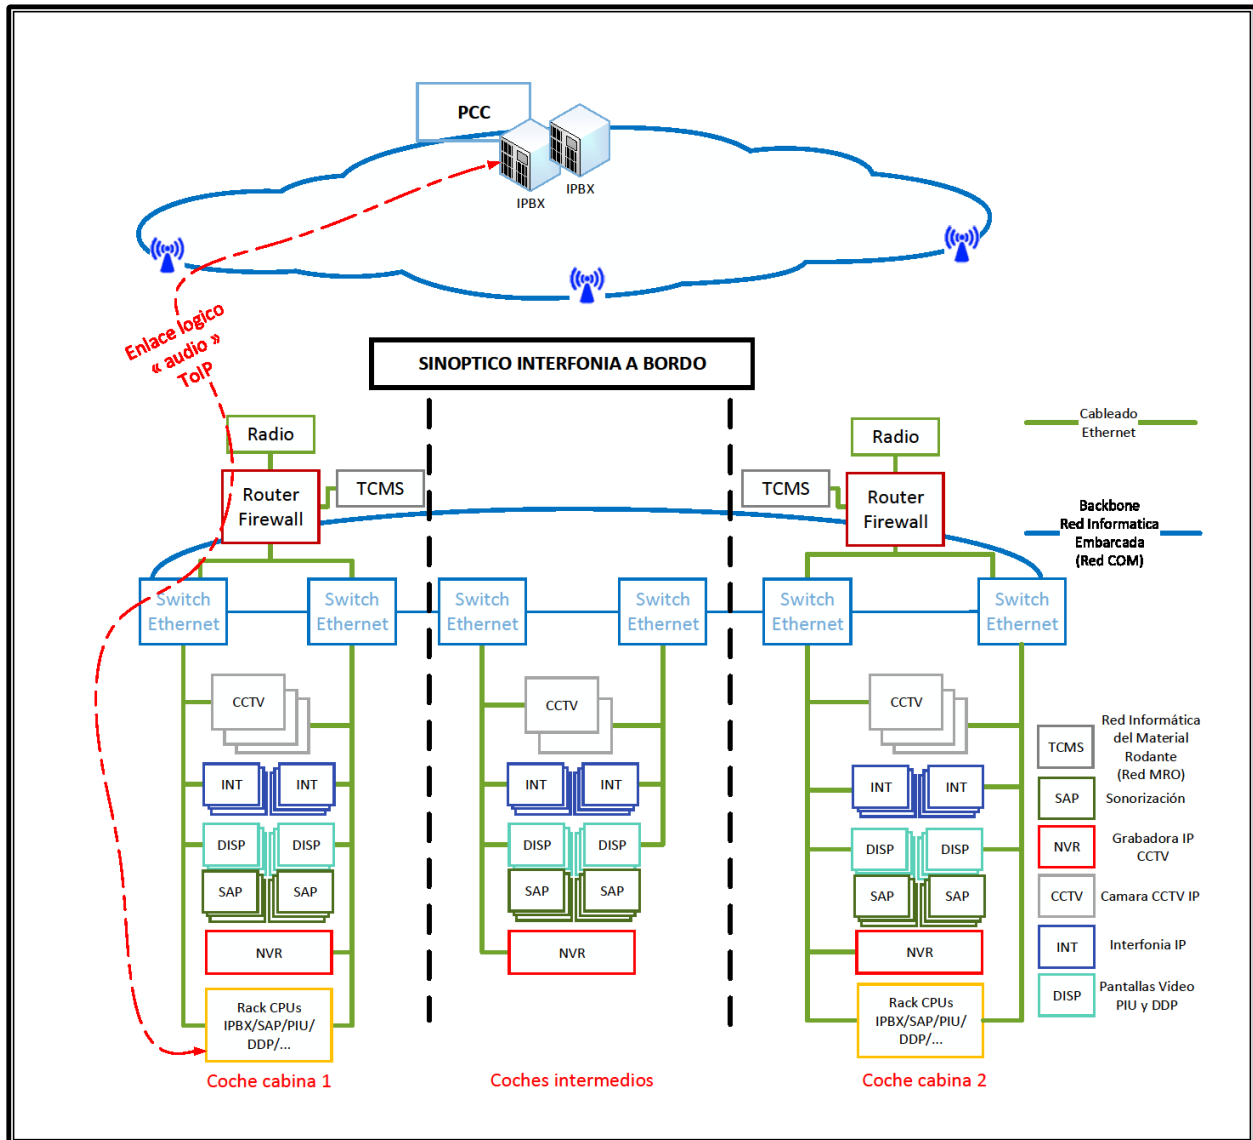 PCC
IPBX
IPBX
Enlace logico
« audio »
ToIP
SINOPTICO INTERFONIA A BORDO
Cableado
Ethernet
Backbone
Red Informatica
Embarcada
(Red COM)
Radio
Router
Firewall
TCMS
TCMS
Radio
Router
Firewall
Switch
Ethernet
Switch
Ethernet
Switch
Ethernet
Switch
Ethernet
Switch
Ethernet
Switch
Ethernet
CCTV
INT
INT
DISP
DISP
SAP
SAP
NVR
Rack CPUs
IPBX/SAP/PIU/
DDP/...
Coche cabina 1
CCTV
INT
INT
DISP
DISP
SAP
SAP
NVR
Coches intermedios
CCTV
INT
INT
DISP
DISP
SAP
SAP
NVR
Rack CPUs
IPBX/SAP/PIU/
DDP/...
Coche cabina 2
TCMS
Red Informática
del Material
Rodante
(Red MRO)
SAP
Sonorización
NVR
Grabadora IP
CCTV
CCTV
Camara CCTV IP
INT
Interfonia IP
DISP
Pantallas Video
PIU y DDP